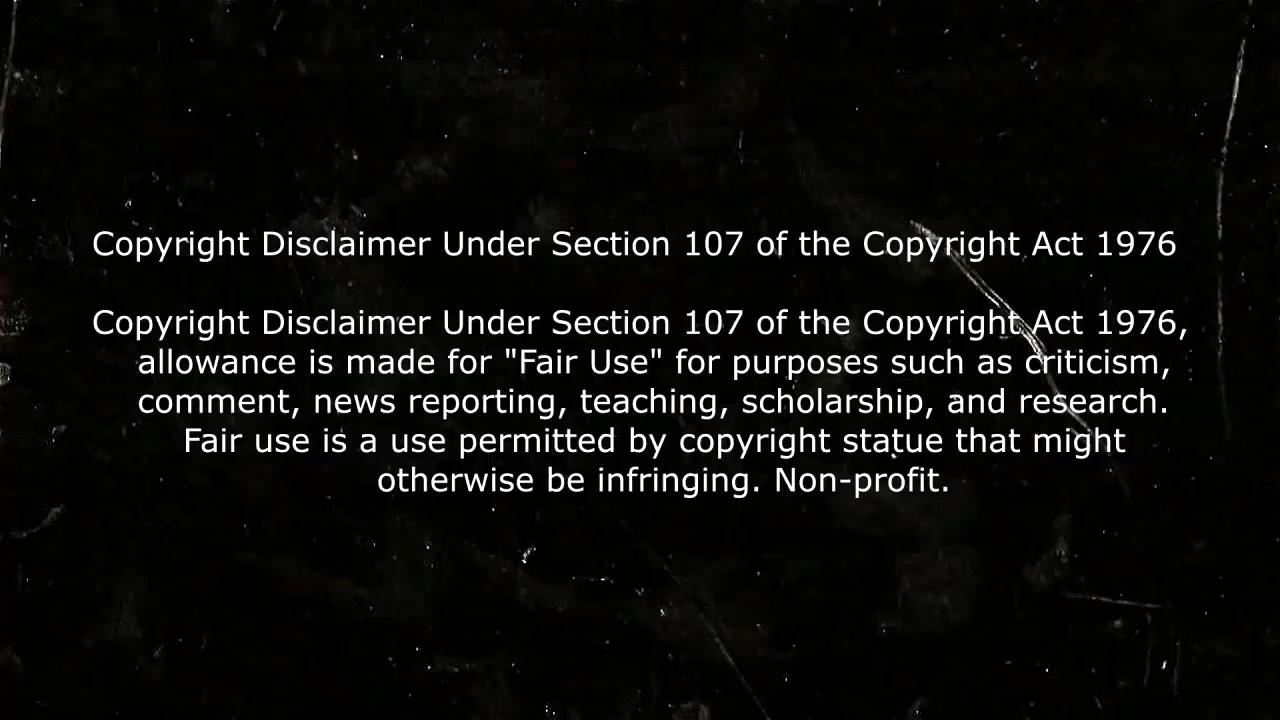 Copyright Disclaimer Under Section 107 of the Copyright Act 1976
Copyright Disclaimer Under Section 107 of the Copyright Act 1976,
allowance is made for "Fair Use" for purposes such as criticism,
comment, news reporting, teaching, scholarship, and research.
Fair use is a use permitted by copyright statue that might
otherwise be infringing. Non-profit.